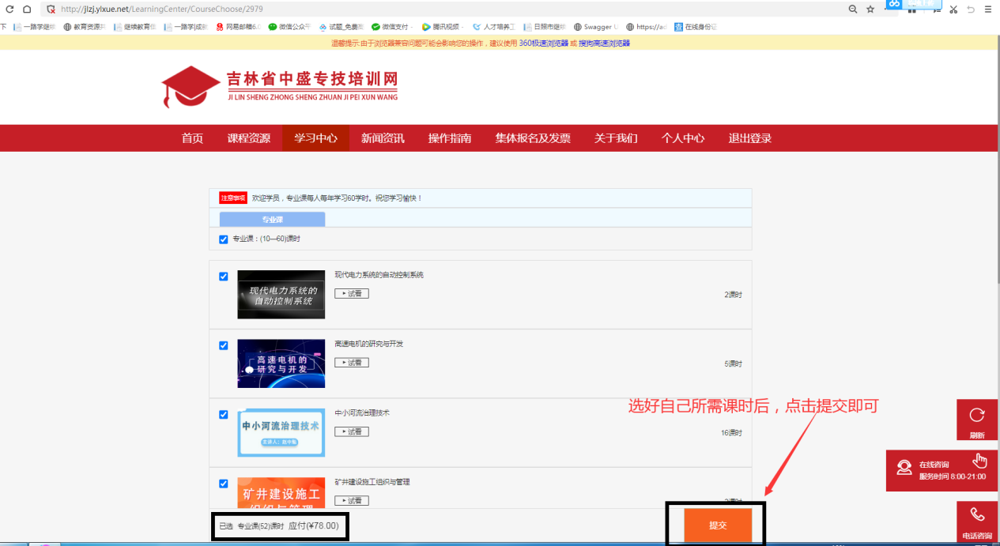 http://jlzj.ylxue.net/LearningCenter/CourseChoose/2979
下 一路学继 教育资源共 继续教育住 一路学|成 网易邮箱6.0 微信公众平 试题_免费 微信支付 - 腾讯视频 - 人才培养工 日照市继续 Swagger U https://ad 在线身份证
温馨提示:由于浏览器兼容问题可能会影响您的操作，建议使用 360极速浏览器 或 搜狗高速浏览器
吉林省中盛专技培训网
JI LIN SHENG ZHONG SHENG ZHUAN JI PEI XUN WANG
首页 课程资源 学习中心 新闻资讯 操作指南 集体报名及发票 关于我们 个人中心 退出登录
注意事项 欢迎学员，专业课每人每年学习60学时。祝您学习愉快！
专业课
专业课：(10—60)课时
现代电力系统的自动控制系统
现代电力系统的
自动控制系统
试看
2课时
高速电机的研究与开发
高速电机的
研究与开发
试看
5课时
选好自己所需课时后，点击提交即可
中小河流治理技术
中小河流治理技术
试看
16课时
刷新
在线咨询
服务时间 8:00-21:00
矿井建设施工组织与管理
矿井建设施工
组织与管理
试看
已选 专业课(52)课时 应付(¥78.00)
提交
电话咨询